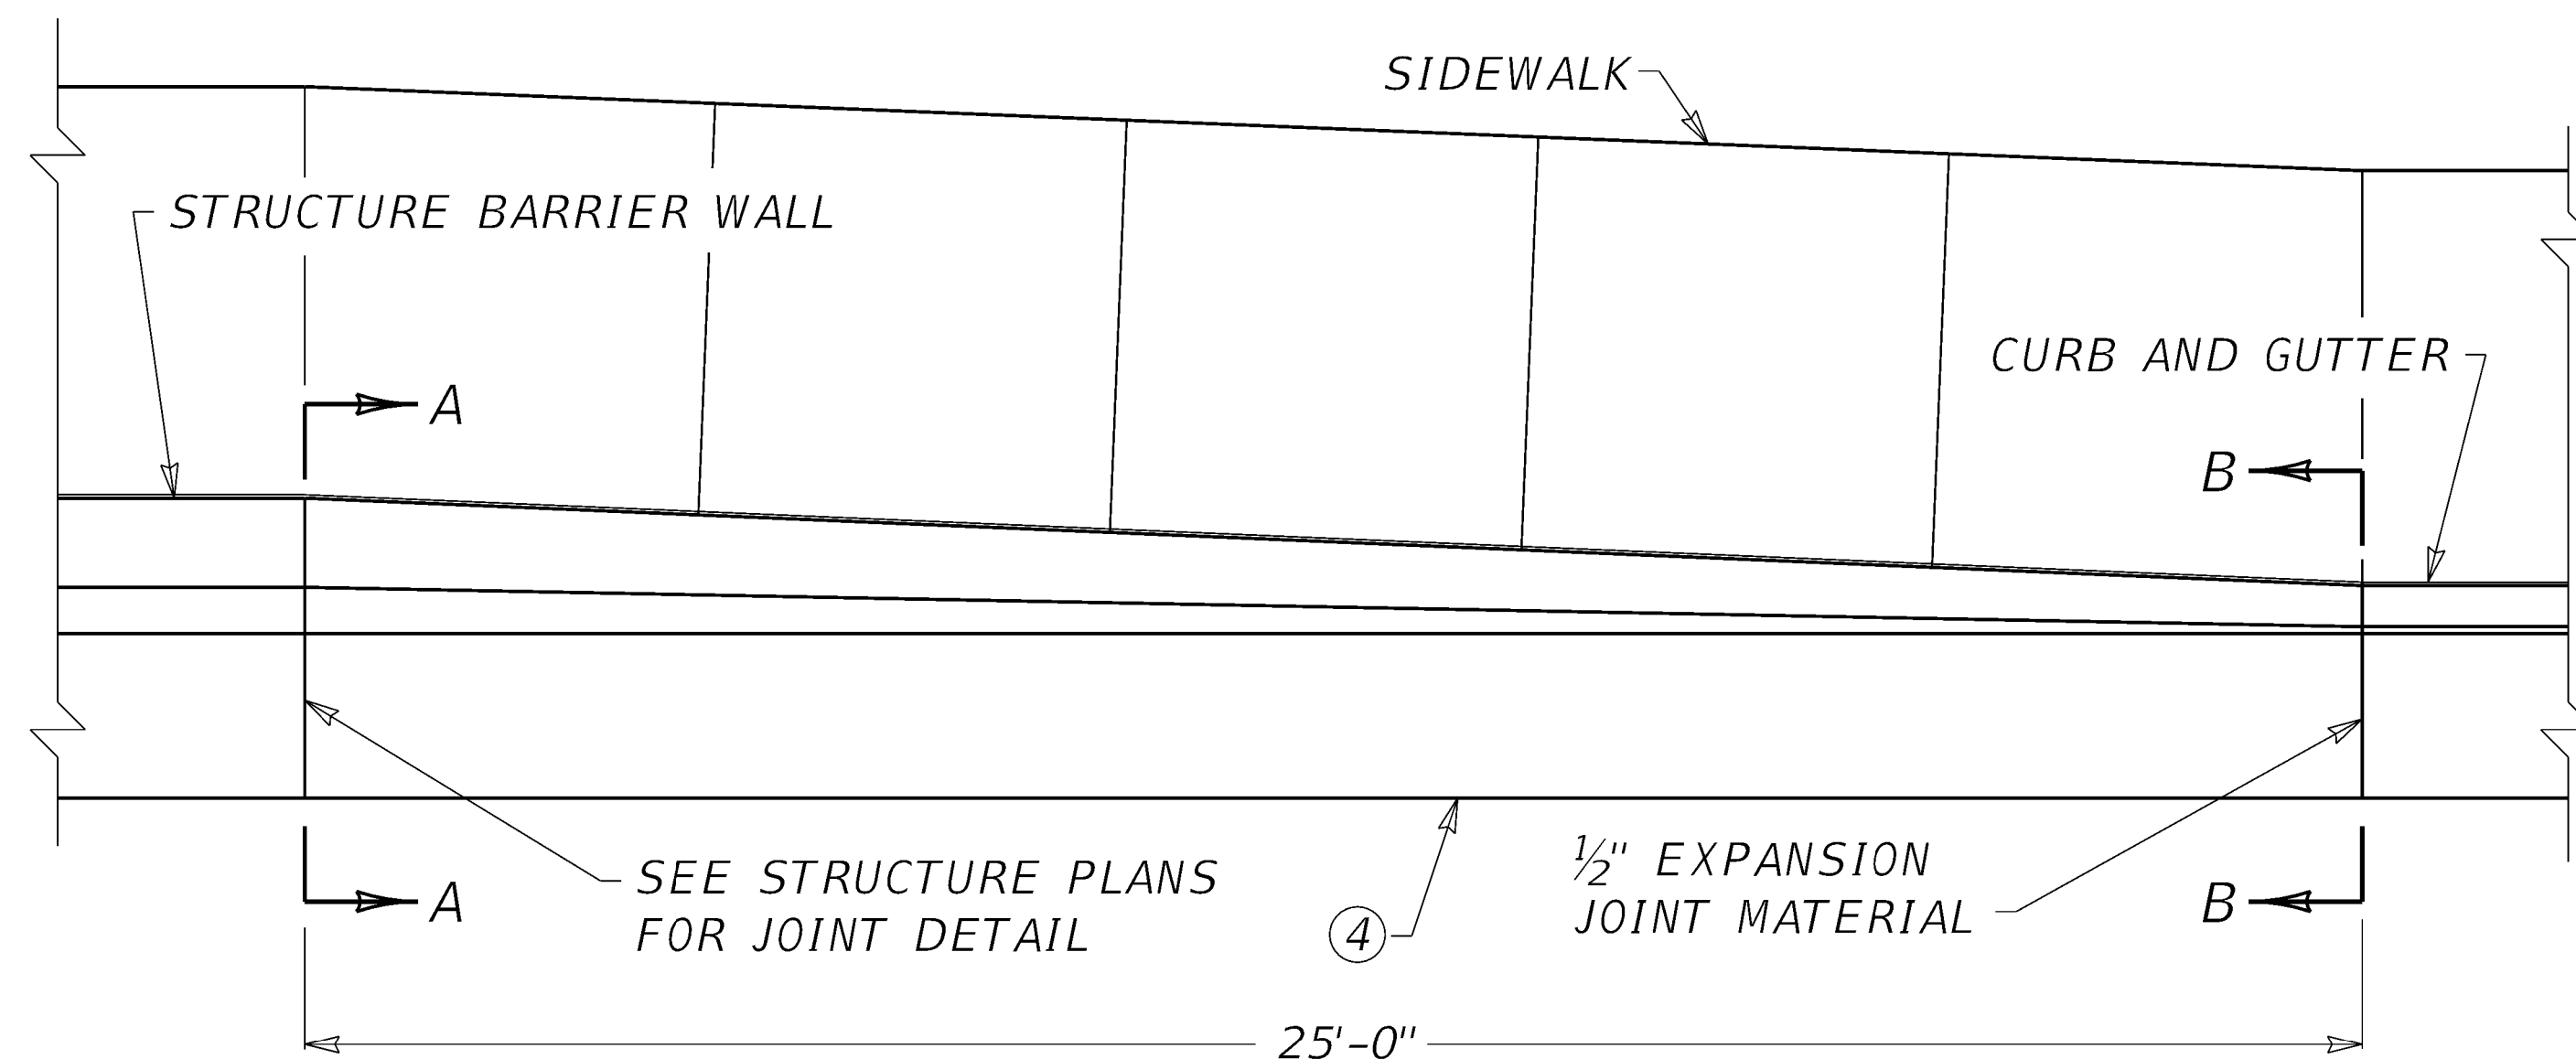 SIDEWALK
STRUCTURE BARRIER WALL
CURB AND GUTTER
A
B
SEE STRUCTURE PLANS
FOR JOINT DETAIL
½" EXPANSION
JOINT MATERIAL
A
4
B
25'-0"